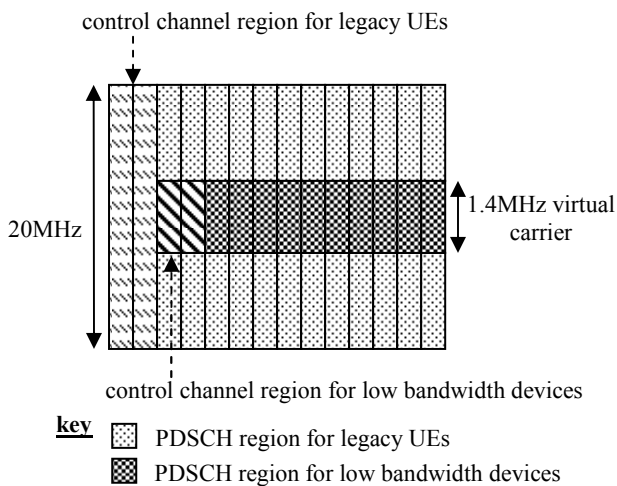 control channel region for legacy UEs
20MHz
1.4MHz virtual
carrier
control channel region for low bandwidth devices
key
PDSCH region for legacy UEs
PDSCH region for low bandwidth devices